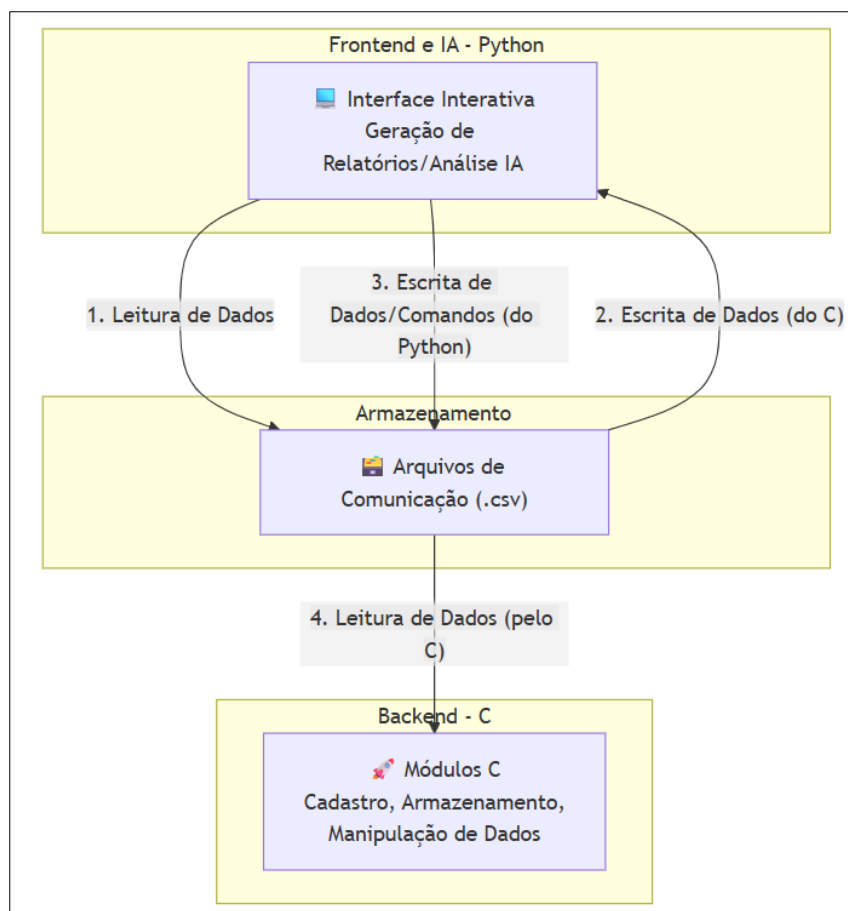 Frontend e IA - Python
💻 Interface Interativa
Geração de
Relatórios/Análise IA
1. Leitura de Dados
3. Escrita de
Dados/Comandos (do
Python)
2. Escrita de Dados (do C)
Armazenamento
🗃️ Arquivos de
Comunicação (.csv)
4. Leitura de Dados (pelo
C)
Backend - C
🚀 Módulos C
Cadastro, Armazenamento,
Manipulação de Dados